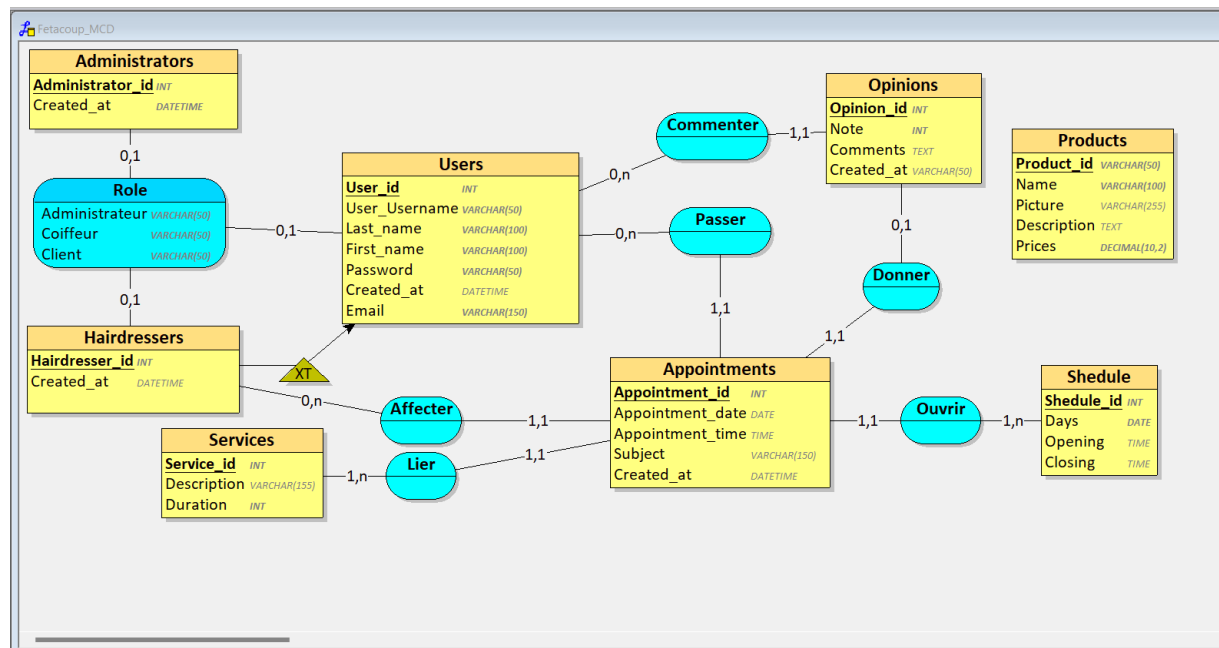 Fetacoup_MCD
Administrators
Administrator_id INT
Created_at DATETIME
0,1
Role
Administrateur VARCHAR(50)
Coiffeur VARCHAR(50)
Client VARCHAR(50)
0,1
0,1
Hairdressers
Hairdresser_id INT
Created_at DATETIME
XT
0,n
Users
User_id INT
User_Username VARCHAR(50)
Last_name VARCHAR(100)
First_name VARCHAR(100)
Password VARCHAR(50)
Created_at DATETIME
Email VARCHAR(150)
0,n
Commenter
1,1
0,n
Passer
1,1
Opinions
Opinion_id INT
Note INT
Comments TEXT
Created_at VARCHAR(50)
0,1
Donner
1,1
Products
Product_id VARCHAR(50)
Name VARCHAR(100)
Picture VARCHAR(255)
Description TEXT
Prices DECIMAL(10,2)
Affecter
1,1
Services
Service_id INT
Description VARCHAR(155)
Duration INT
1,n
Lier
1,1
Appointments
Appointment_id INT
Appointment_date DATE
Appointment_time TIME
Subject VARCHAR(150)
Created_at DATETIME
1,1
Ouvrir
1,n
Shedule
Shedule_id INT
Days DATE
Opening TIME
Closing TIME